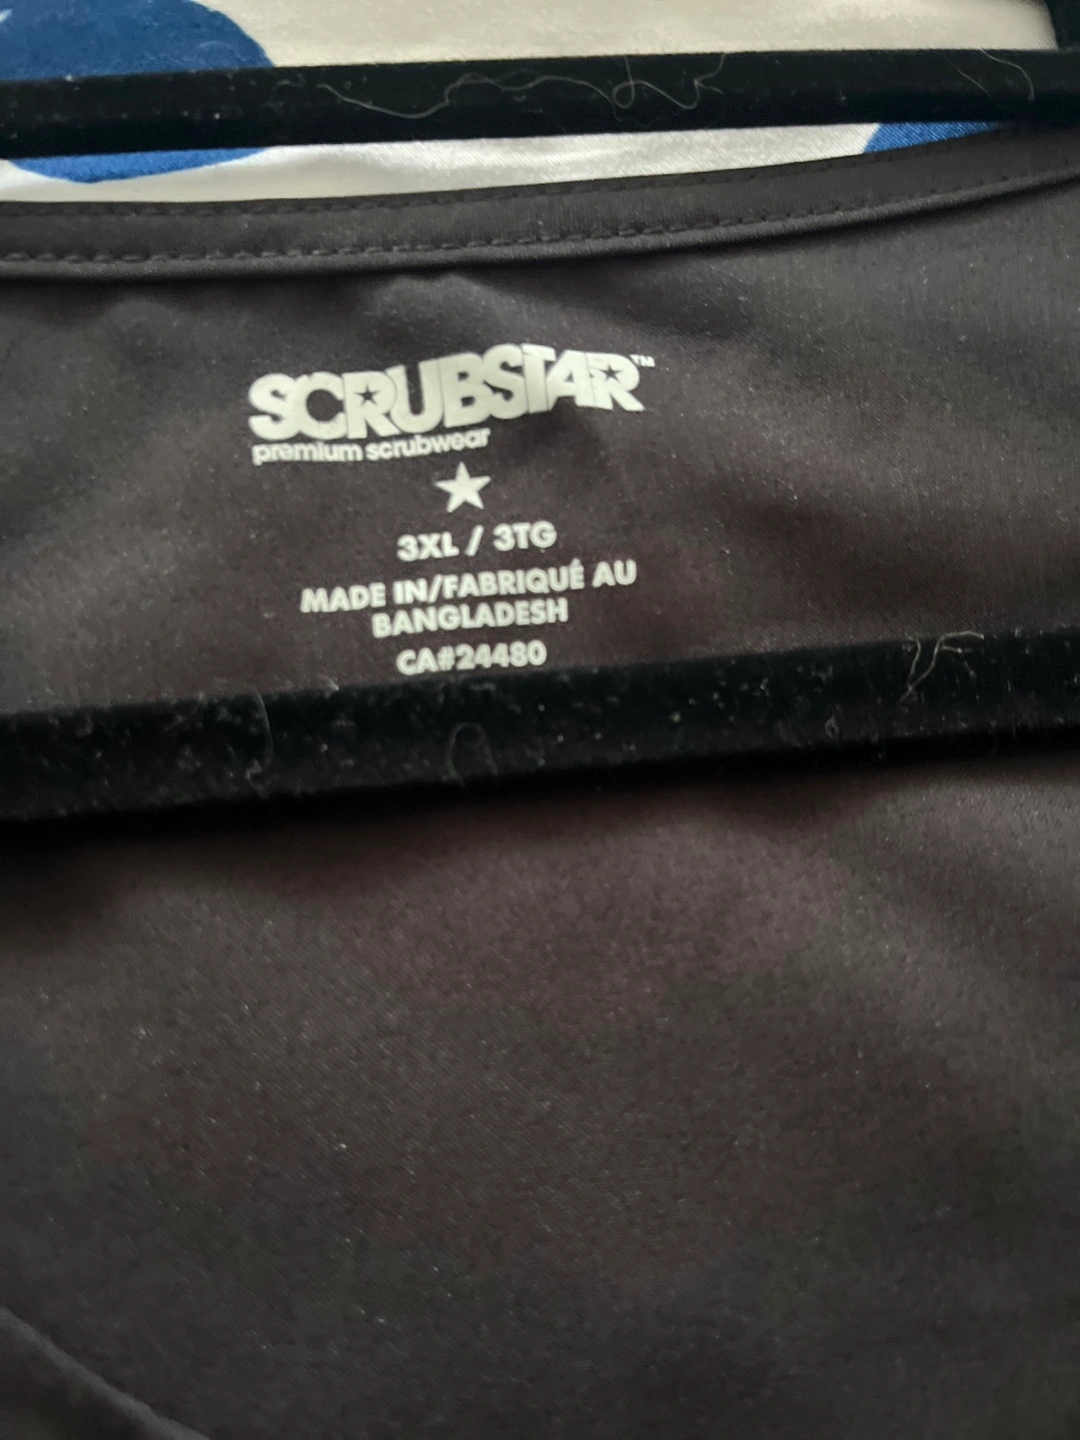 SCRUBSTAR™
premium scrubwear
3XL / 3TG
MADE IN/FABRIQUÉ AU
BANGLADESH
CA#24480